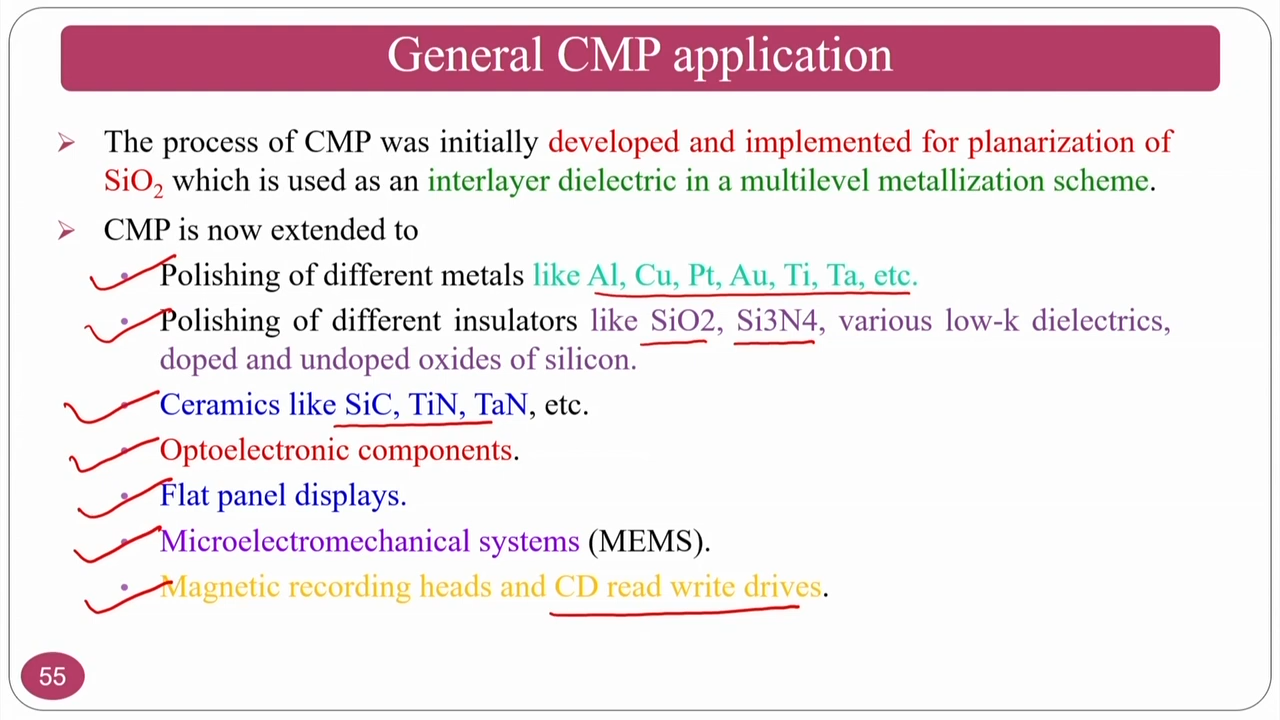 General CMP application
The process of CMP was initially developed and implemented for planarization of
SiO₂ which is used as an interlayer dielectric in a multilevel metallization scheme.
CMP is now extended to
Polishing of different metals like Al, Cu, Pt, Au, Ti, Ta, etc.
Polishing of different insulators like SiO2, Si3N4, various low-k dielectrics,
doped and undoped oxides of silicon.
Ceramics like SiC, TiN, TaN, etc.
Optoelectronic components.
Flat panel displays.
Microelectromechanical systems (MEMS).
Magnetic recording heads and CD read write drives.
55